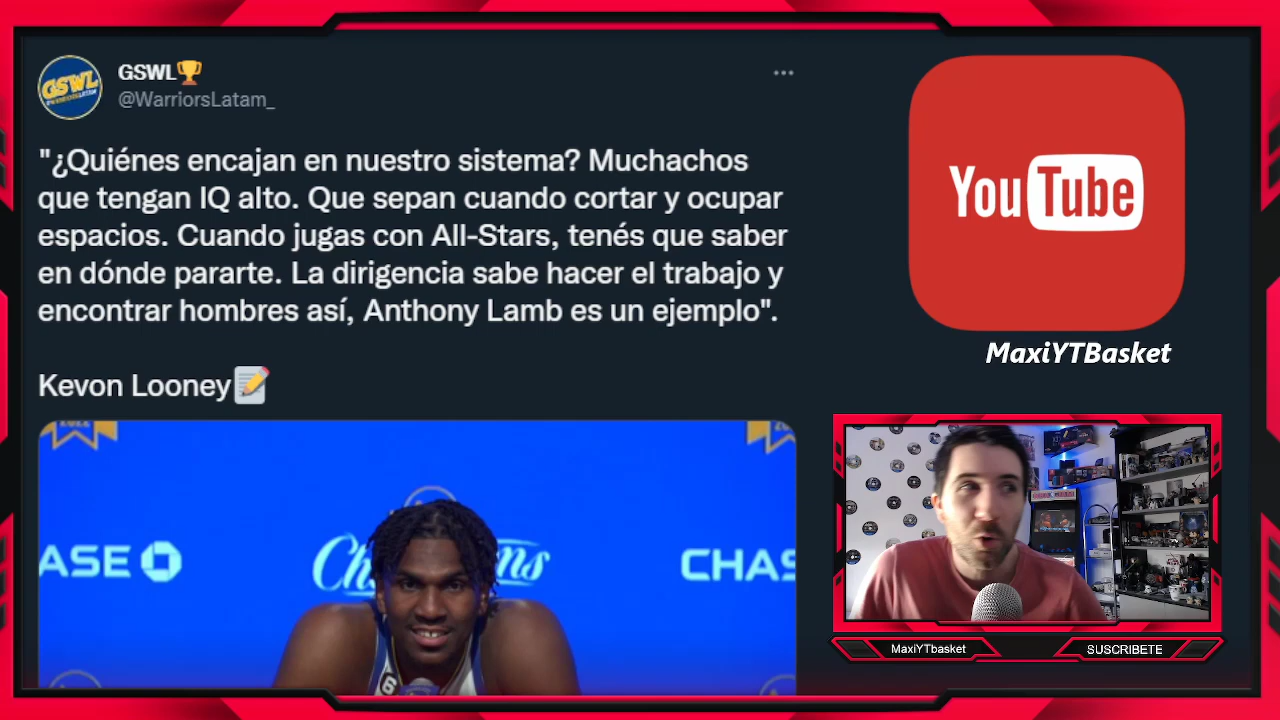 GSWL🏆
@WarriorsLatam_
"¿Quiénes encajan en nuestro sistema? Muchachos
que tengan IQ alto. Que sepan cuando cortar y ocupar
espacios. Cuando jugas con All-Stars, tenés que saber
en dónde pararte. La dirigencia sabe hacer el trabajo y
encontrar hombres así, Anthony Lamb es un ejemplo".
Kevon Looney📝
YouTube
MaxiYTBasket
GSWL
ASE
CHAS
MaxiYTbasket
SUSCRIBETE